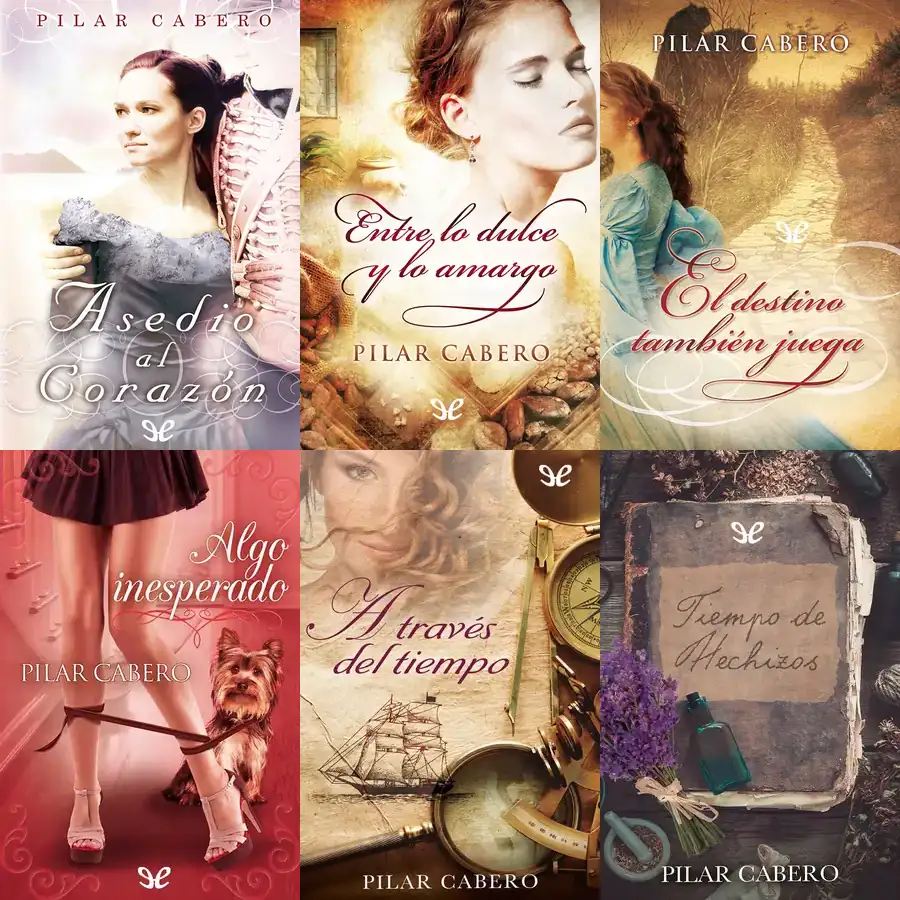 PILAR CABERO
Asedio
al
Corazón
Entre lo dulce
y lo amargo
PILAR CABERO
PILAR CABERO
El destino
también juega
Algo
inesperado
PILAR CABERO
A través
del tiempo
PILAR CABERO
Tiempo de
Hechizos
PILAR CABERO